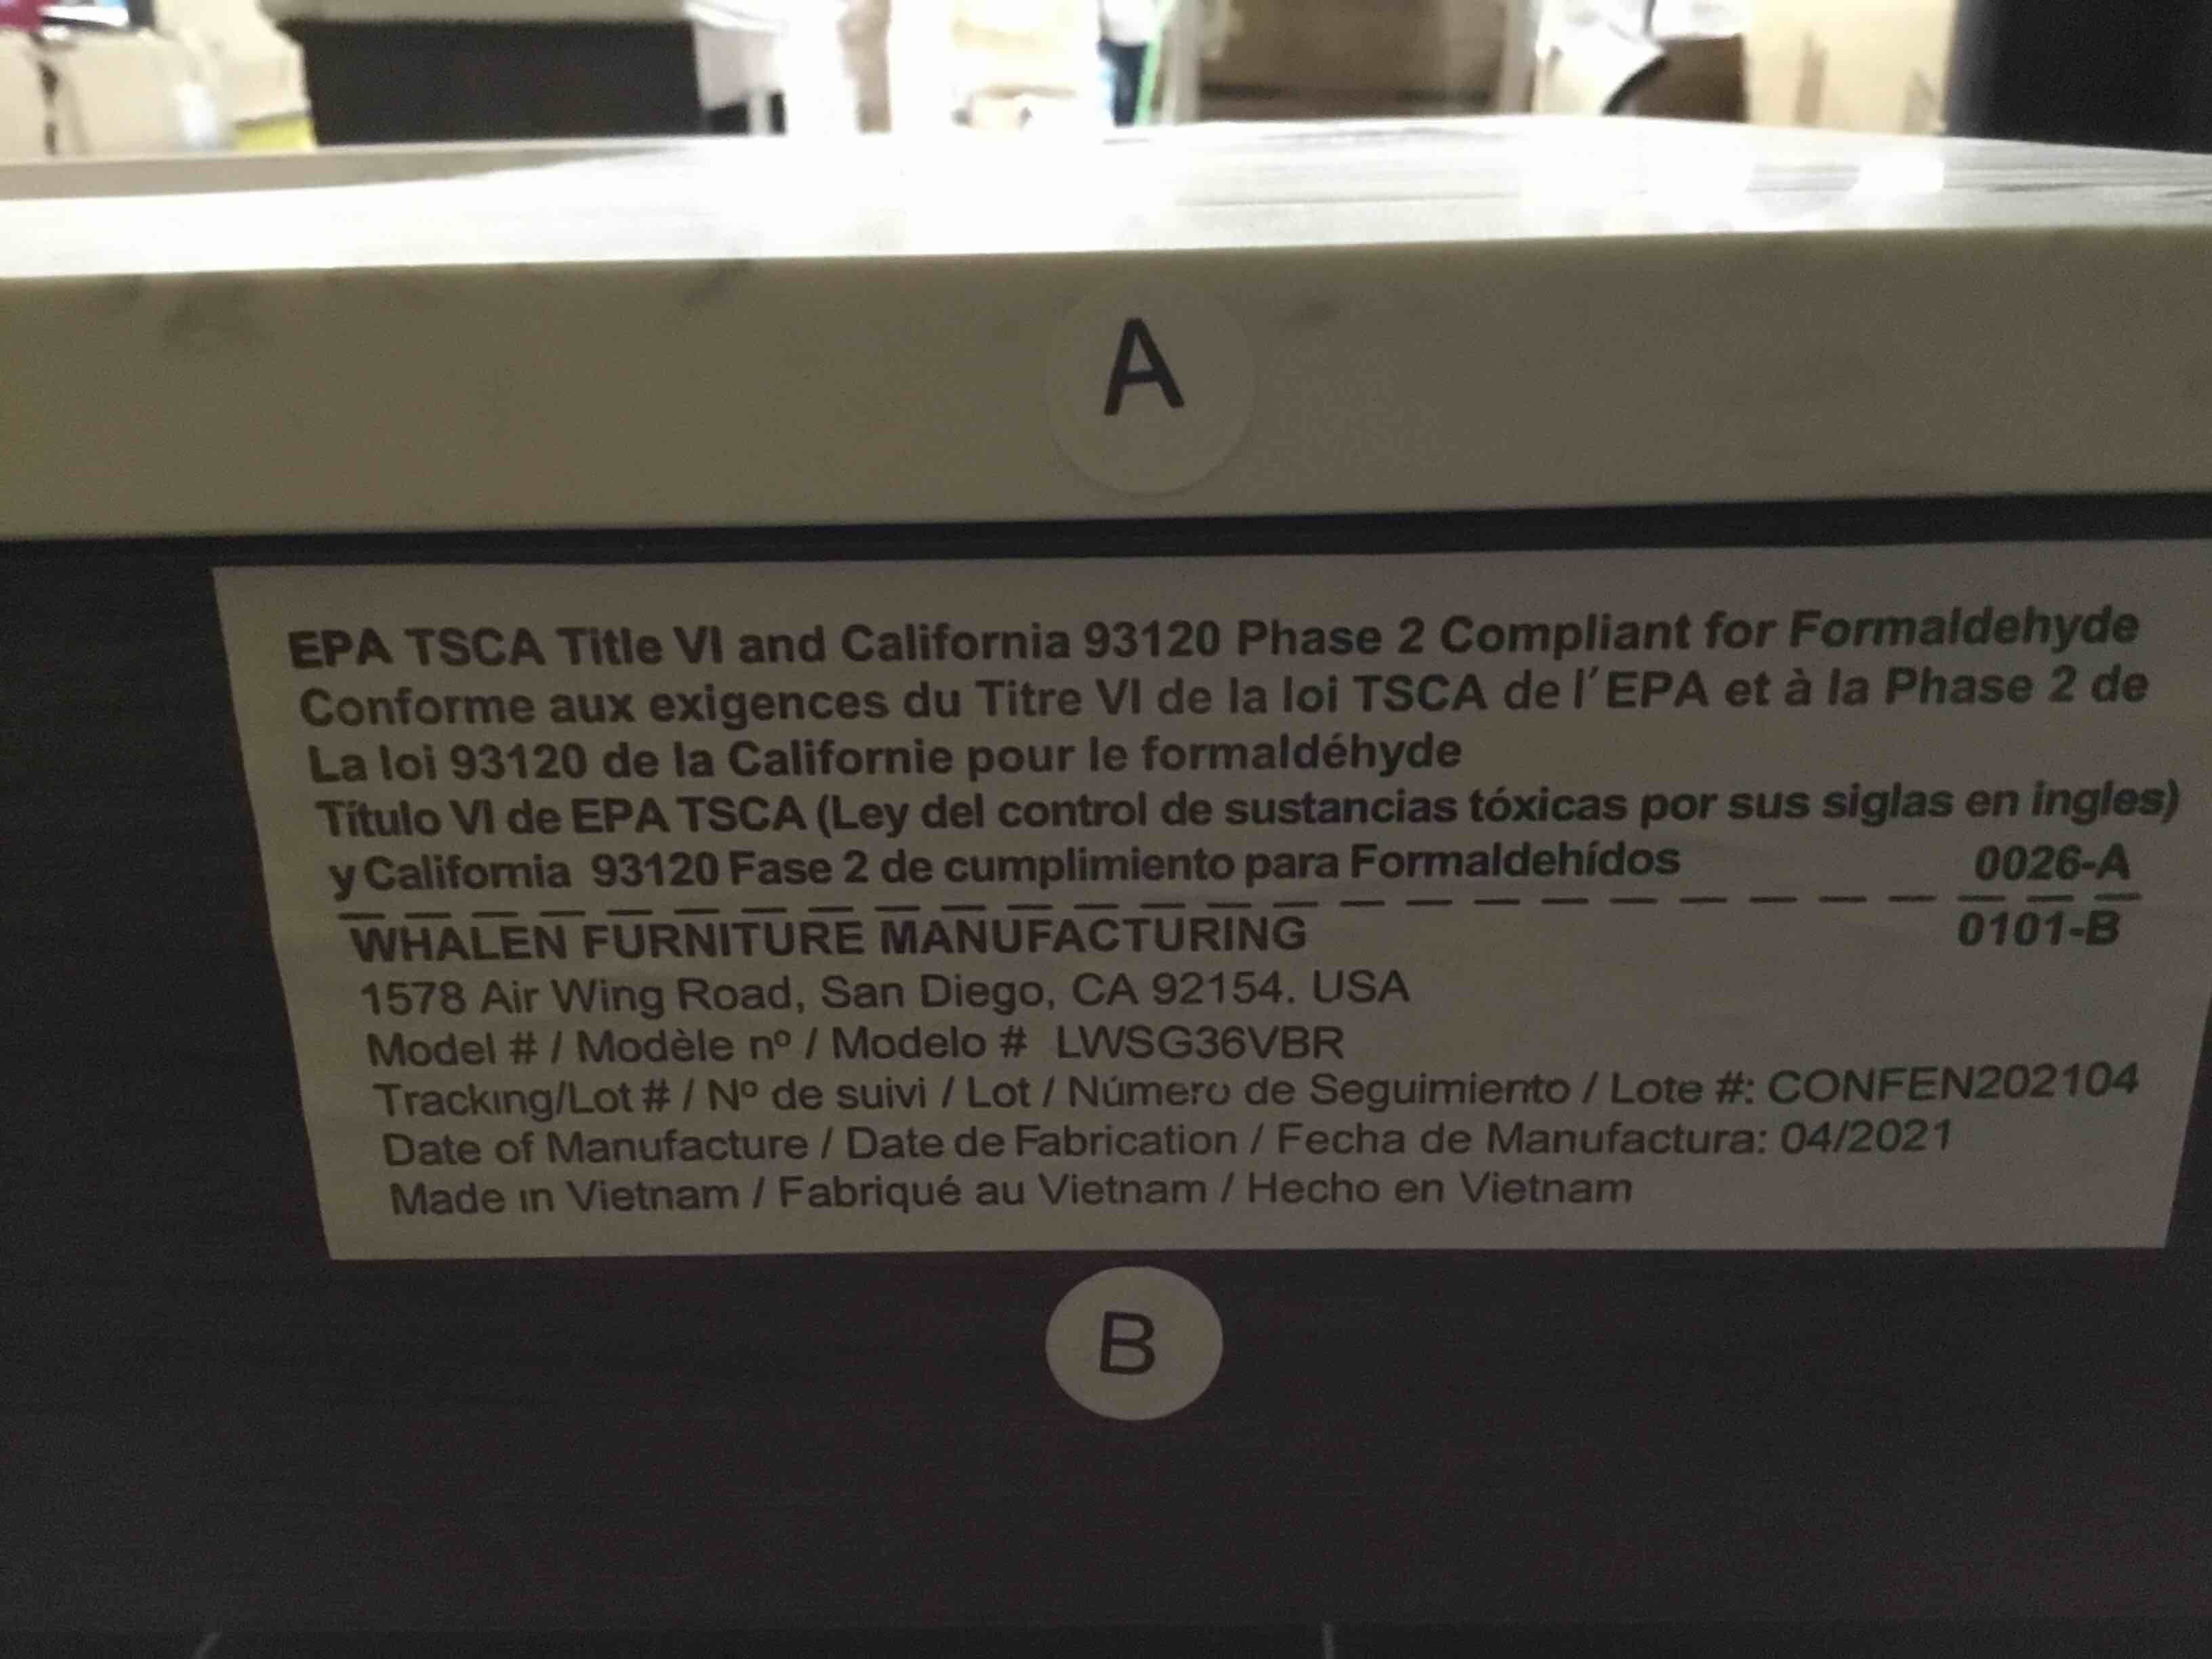 A
EPA TSCA Title VI and California 93120 Phase 2 Compliant for Formaldehyde
Conforme aux exigences du Titre VI de la loi TSCA de l'EPA et à la Phase 2 de
La loi 93120 de la Californie pour le formaldéhyde
Título VI de EPA TSCA (Ley del control de sustancias tóxicas por sus siglas en ingles)
y California 93120 Fase 2 de cumplimiento para Formaldehídos 0026-A
WHALEN FURNITURE MANUFACTURING 0101-B
1578 Air Wing Road, San Diego, CA 92154. USA
Model # / Modèle nº / Modelo # LWSG36VBR
Tracking/Lot # / Nº de suivi / Lot / Número de Seguimiento / Lote #: CONFEN202104
Date of Manufacture / Date de Fabrication / Fecha de Manufactura: 04/2021
Made in Vietnam / Fabriqué au Vietnam / Hecho en Vietnam
B